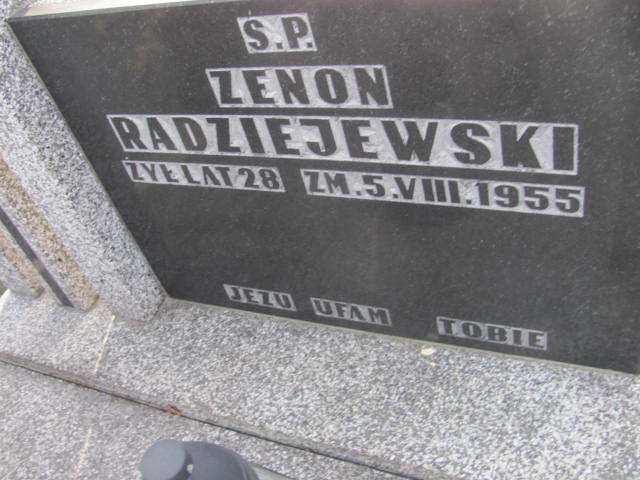 S.P.
ZENON
RADZIEJEWSKI
ŻYŁ LAT 28 ZM. 5. VIII. 1955
JEZU UFAM TOBIE